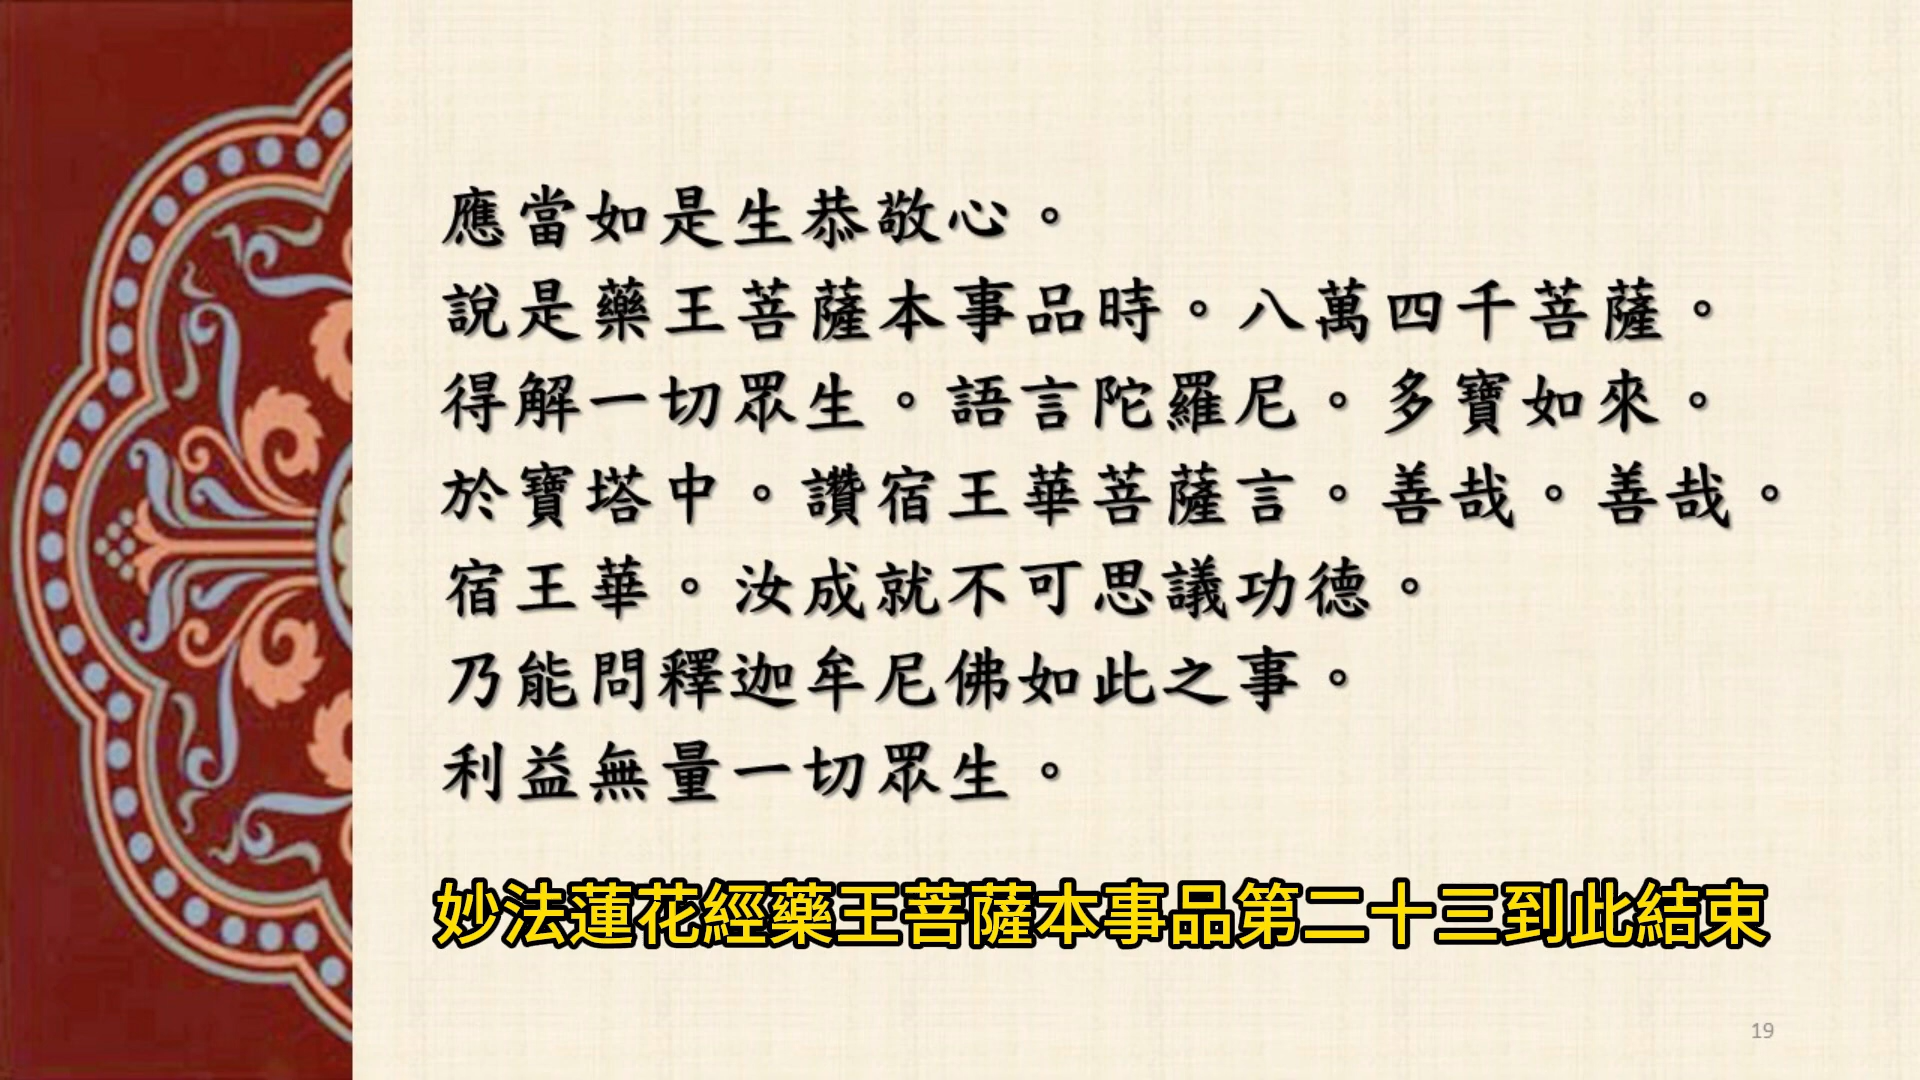 應當如是生恭敬心。
說是藥王菩薩本事品時。八萬四千菩薩。
得解一切眾生。語言陀羅尼。多寶如來。
於寶塔中。讚宿王華菩薩言。善哉。善哉。
宿王華。汝成就不可思議功德。
乃能問釋迦牟尼佛如此之事。
利益無量一切眾生。
妙法蓮花經藥王菩薩本事品第二十三到此結束
19